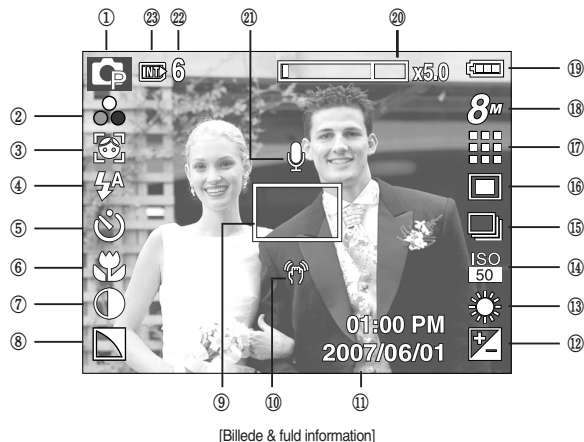 ① ㉓ ㉒ ㉑ ⑳
P INT 6 x5.0 ⑲
② 8M ⑱
③ ⑰
④ A ⑯
⑤ ⑮
⑥ ISO 50 ⑭
⑦ 01:00 PM ⑬
⑧ 2007/06/01 ⑫
⑨ ⑩ ⑪
[Billede & fuld information]